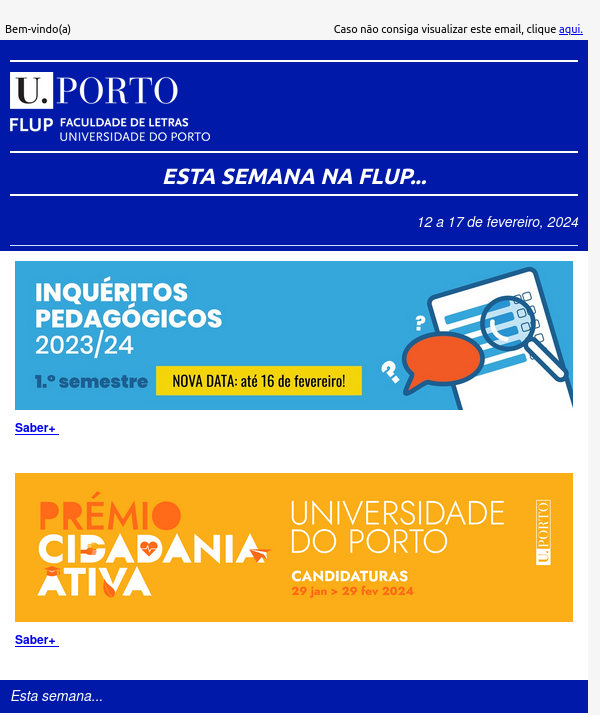 Bem-vindo(a)
Caso não consiga visualizar este email, clique aqui.
U. PORTO
FLUP FACULDADE DE LETRAS
UNIVERSIDADE DO PORTO
ESTA SEMANA NA FLUP...
12 a 17 de fevereiro, 2024
INQUÉRITOS
PEDAGÓGICOS
2023/24
1.º semestre NOVA DATA: até 16 de fevereiro!
? ? ?
Saber+
PRÉMIO
CIDADANIA
ATIVA
UNIVERSIDADE
DO PORTO
CANDIDATURAS
29 jan > 29 fev 2024
U. PORTO
Saber+
Esta semana...